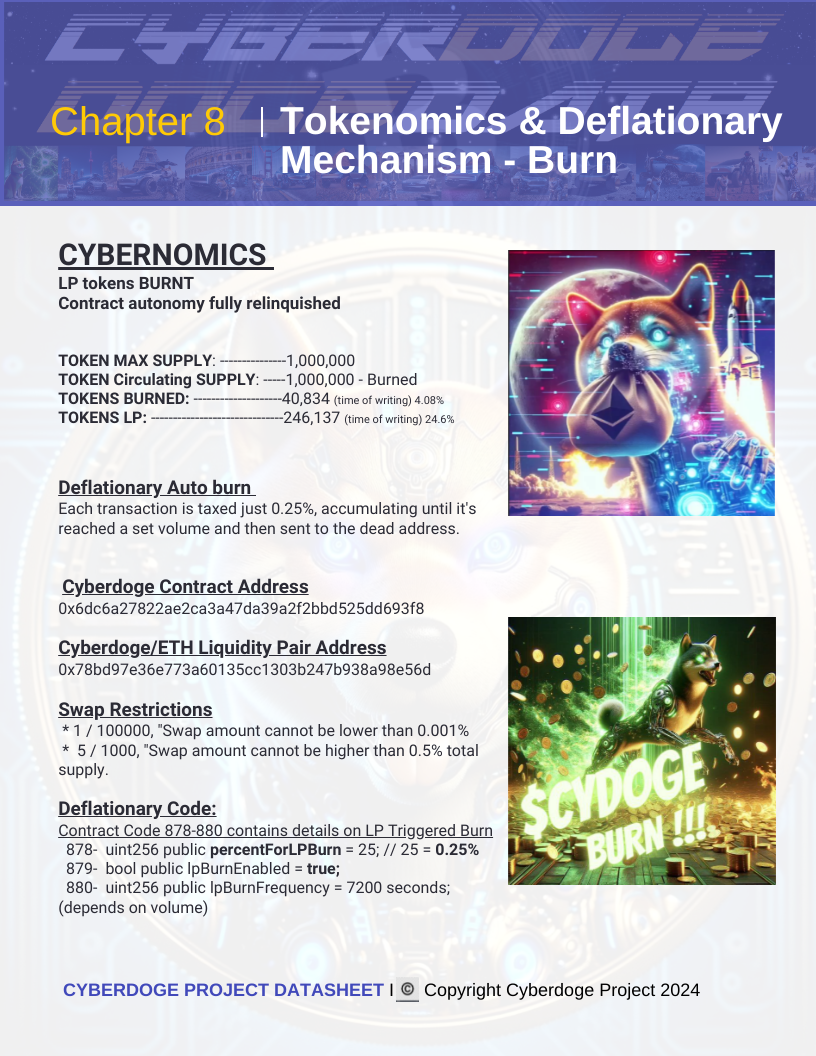 CYBERDOGE
Chapter 8 | Tokenomics & Deflationary
Mechanism - Burn
CYBERNOMICS
LP tokens BURNT
Contract autonomy fully relinquished
TOKEN MAX SUPPLY: ---------------1,000,000
TOKEN Circulating SUPPLY: -----1,000,000 - Burned
TOKENS BURNED: --------------------40,834 (time of writing) 4.08%
TOKENS LP: ------------------------------246,137 (time of writing) 24.6%
Deflationary Auto burn
Each transaction is taxed just 0.25%, accumulating until it's
reached a set volume and then sent to the dead address.
Cyberdoge Contract Address
0x6dc6a27822ae2ca3a47da39a2f2bbd525dd693f8
Cyberdoge/ETH Liquidity Pair Address
0x78bd97e36e773a60135cc1303b247b938a98e56d
Swap Restrictions
* 1 / 100000, "Swap amount cannot be lower than 0.001%
* 5 / 1000, "Swap amount cannot be higher than 0.5% total
supply.
$CYDOGE
BURN !!!
Deflationary Code:
Contract Code 878-880 contains details on LP Triggered Burn
878- uint256 public percentForLPBurn = 25; // 25 = 0.25%
879- bool public lpBurnEnabled = true;
880- uint256 public lpBurnFrequency = 7200 seconds;
(depends on volume)
CYBERDOGE PROJECT DATASHEET I © Copyright Cyberdoge Project 2024